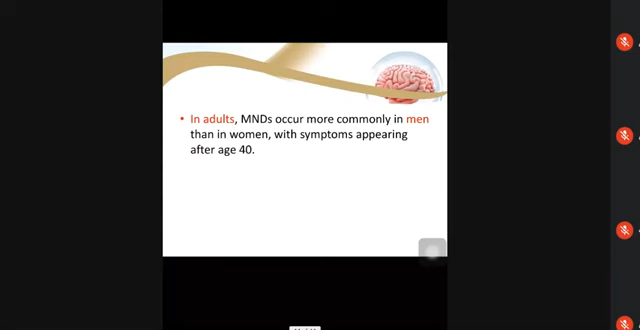 • In adults, MNDs occur more commonly in men
than in women, with symptoms appearing
after age 40.